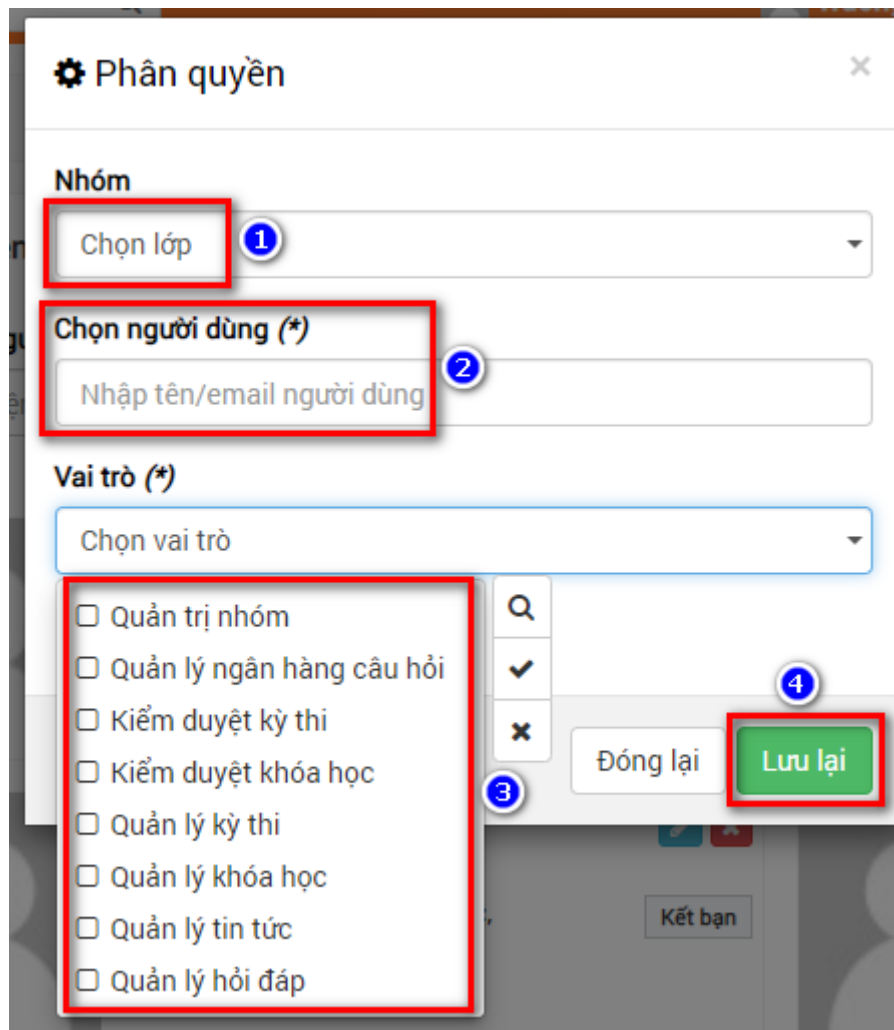 Phân quyền
×
Nhóm
Chọn lớp
1
Chọn người dùng (*)
2
Nhập tên/email người dùng
Vai trò (*)
Chọn vai trò
Quản trị nhóm
Quản lý ngân hàng câu hỏi
Kiểm duyệt kỳ thi
Kiểm duyệt khóa học
Quản lý kỳ thi
Quản lý khóa học
Quản lý tin tức
Quản lý hỏi đáp
3
4
Đóng lại
Lưu lại
Kết bạn